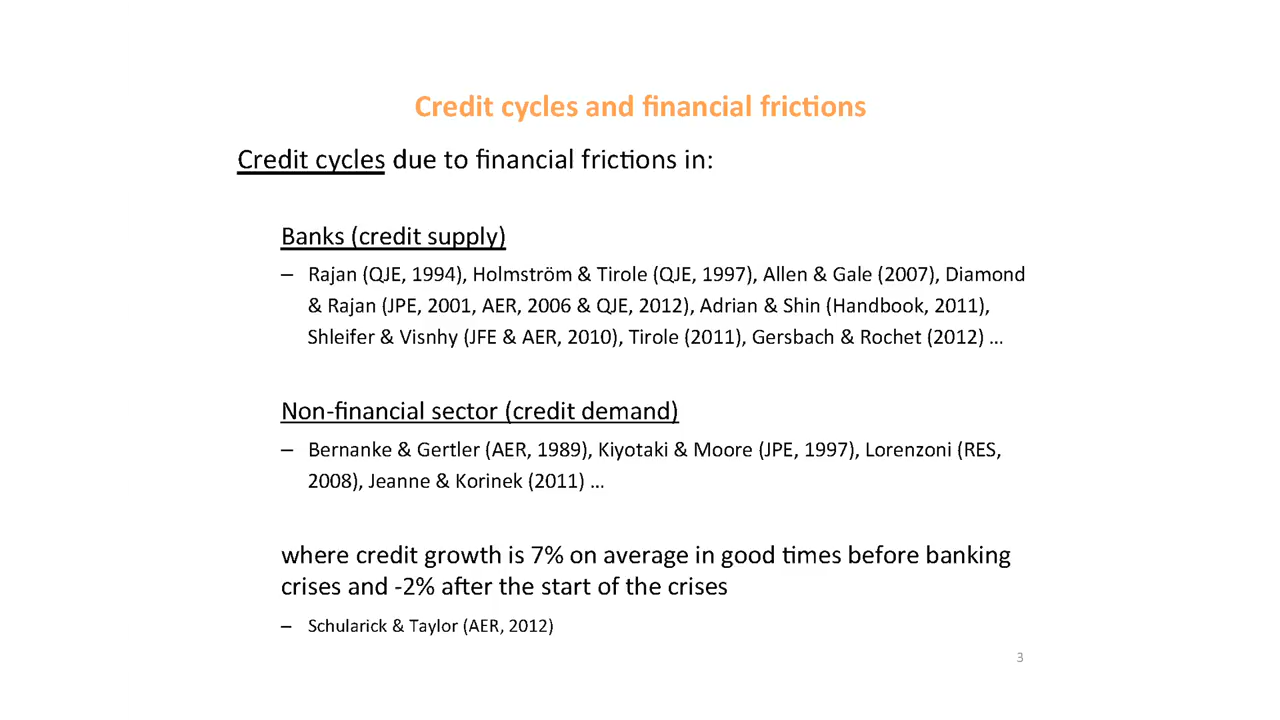 Credit cycles and financial frictions
Credit cycles due to financial frictions in:
Banks (credit supply)
– Rajan (QJE, 1994), Holmström & Tirole (QJE, 1997), Allen & Gale (2007), Diamond
& Rajan (JPE, 2001, AER, 2006 & QJE, 2012), Adrian & Shin (Handbook, 2011),
Shleifer & Visnhy (JFE & AER, 2010), Tirole (2011), Gersbach & Rochet (2012) ...
Non-financial sector (credit demand)
– Bernanke & Gertler (AER, 1989), Kiyotaki & Moore (JPE, 1997), Lorenzoni (RES,
2008), Jeanne & Korinek (2011) ...
where credit growth is 7% on average in good times before banking
crises and -2% after the start of the crises
– Schularick & Taylor (AER, 2012)
3